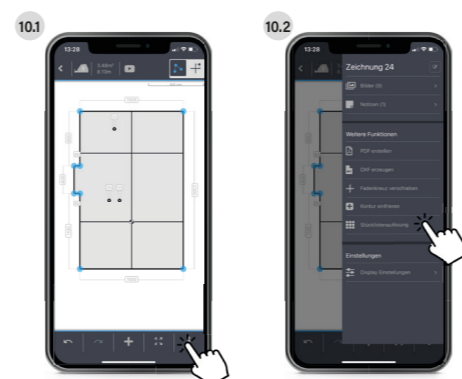 10.1
13:28
10.2
13:28
Zeichnung 24
Bilder (0)
Notizen (1)
Weitere Funktionen
PDF erstellen
DXF erzeugen
Fadenkreuz verschieben
Kontur einfrieren
Einstellungen
Display Einstellungen